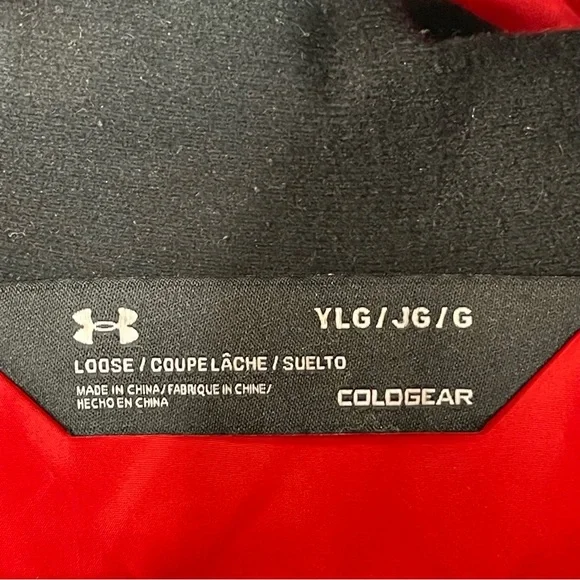 YLG/JG/G
LOOSE/COUPE LÂCHE/SUELTO
MADE IN CHINA/FABRIQUE IN CHINE/
HECHO EN CHINA
COLDGEAR